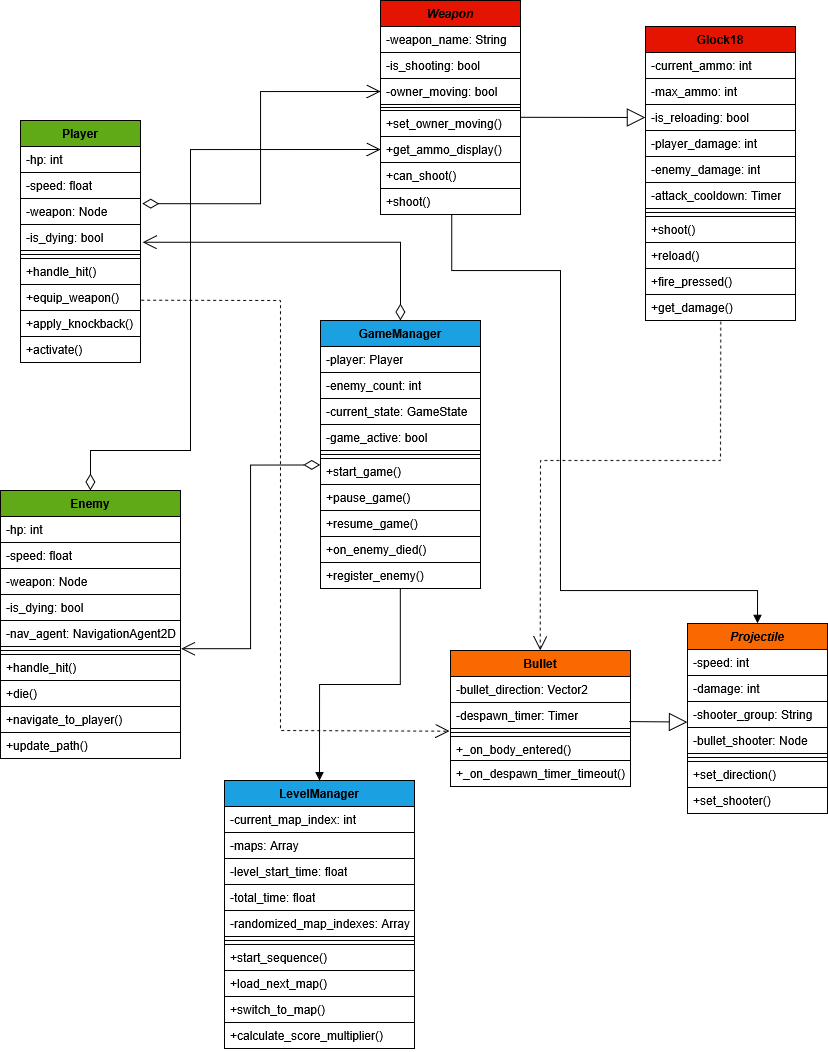 Weapon
-weapon_name: String
-is_shooting: bool
-owner_moving: bool
+set_owner_moving()
+get_ammo_display()
+can_shoot()
+shoot()
Glock18
-current_ammo: int
-max_ammo: int
-is_reloading: bool
-player_damage: int
-enemy_damage: int
-attack_cooldown: Timer
+shoot()
+reload()
+fire_pressed()
+get_damage()
Player
-hp: int
-speed: float
-weapon: Node
-is_dying: bool
+handle_hit()
+equip_weapon()
+apply_knockback()
+activate()
GameManager
-player: Player
-enemy_count: int
-current_state: GameState
-game_active: bool
+start_game()
+pause_game()
+resume_game()
+on_enemy_died()
+register_enemy()
Enemy
-hp: int
-speed: float
-weapon: Node
-is_dying: bool
-nav_agent: NavigationAgent2D
+handle_hit()
+die()
+navigate_to_player()
+update_path()
Bullet
-bullet_direction: Vector2
-despawn_timer: Timer
+_on_body_entered()
+_on_despawn_timer_timeout()
Projectile
-speed: int
-damage: int
-shooter_group: String
-bullet_shooter: Node
+set_direction()
+set_shooter()
LevelManager
-current_map_index: int
-maps: Array
-level_start_time: float
-total_time: float
-randomized_map_indexes: Array
+start_sequence()
+load_next_map()
+switch_to_map()
+calculate_score_multiplier()